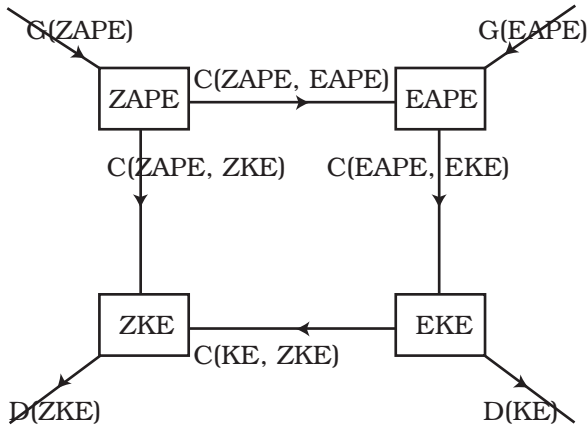 G(ZAPE)
G(EAPE)
C(ZAPE, EAPE)
ZAPE
EAPE
C(ZAPE, ZKE)
C(EAPE, EKE)
ZKE
EKE
C(KE, ZKE)
D(ZKE)
D(KE)